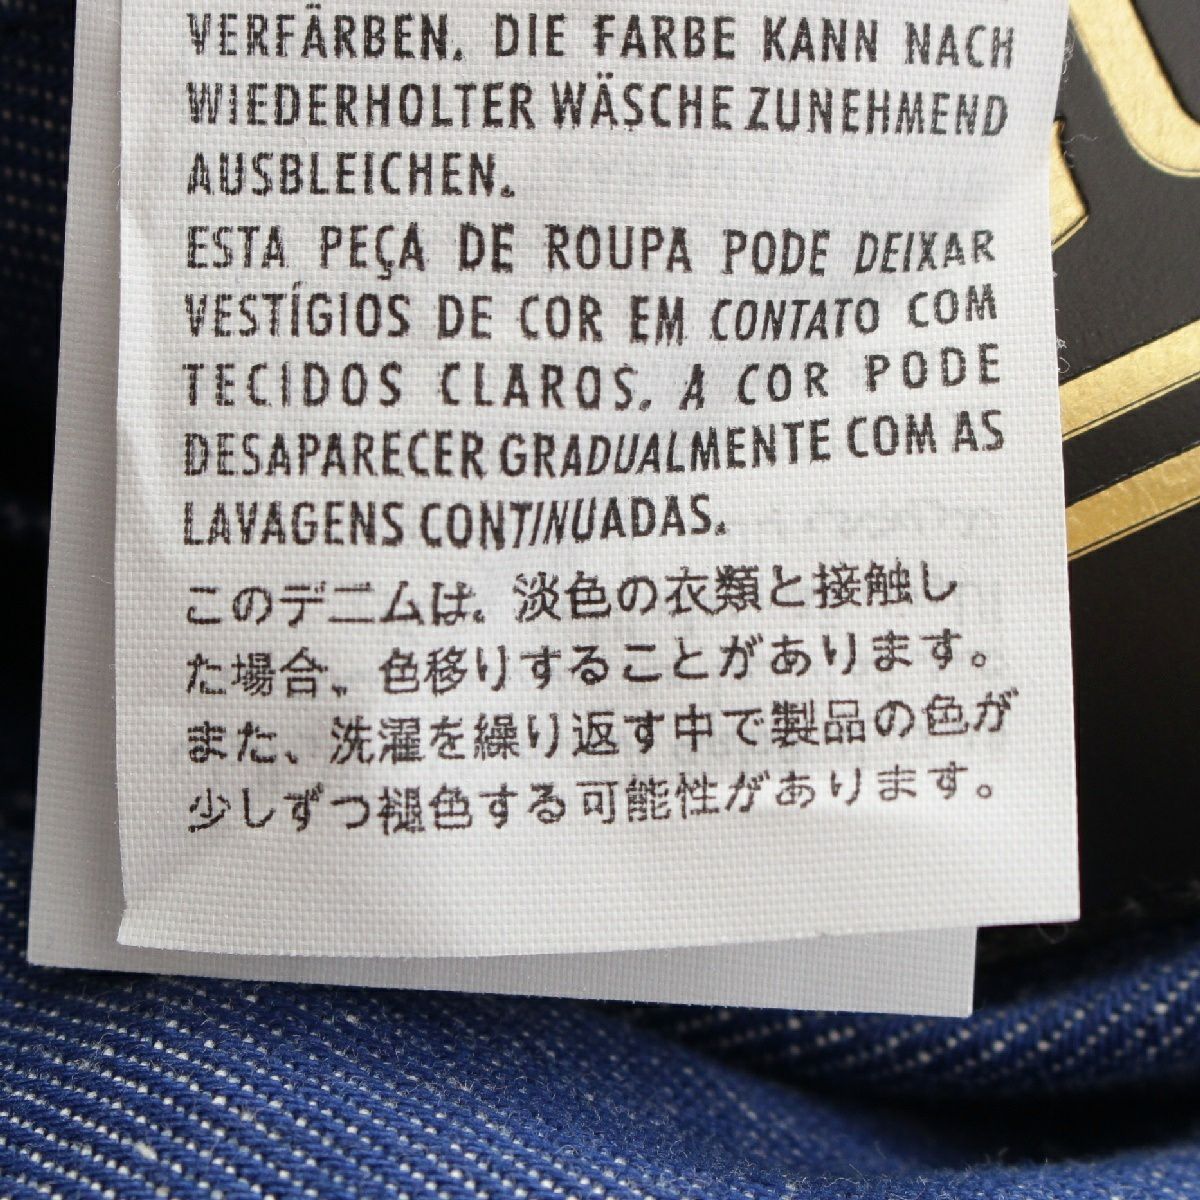 VERFÄRBEN. DIE FARBE KANN NACH
WIEDERHOLTER WÄSCHE ZUNEHMEND
AUSBLEICHEN.
ESTA PEÇA DE ROUPA PODE DEIXAR
VESTÍGIOS DE COR EM CONTATO COM
TECIDOS CLAROS. A COR PODE
DESAPARECER GRADUALMENTE COM AS
LAVAGENS CONTINUADAS.
このデニムは、淡色の衣類と接触し
た場合、色移りすることがあります。
また、洗濯を繰り返す中で製品の色が
少しずつ褪色する可能性があります。